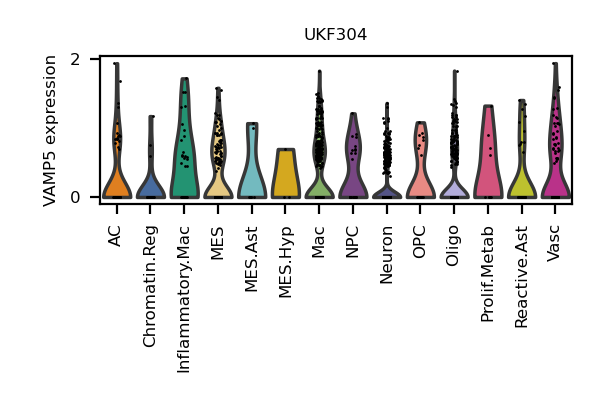 UKF304
VAMP5 expression
2
0
AC
Chromatin.Reg
Inflammatory.Mac
MES
MES.Ast
MES.Hyp
Mac
NPC
Neuron
OPC
Oligo
Prolif.Metab
Reactive.Ast
Vasc